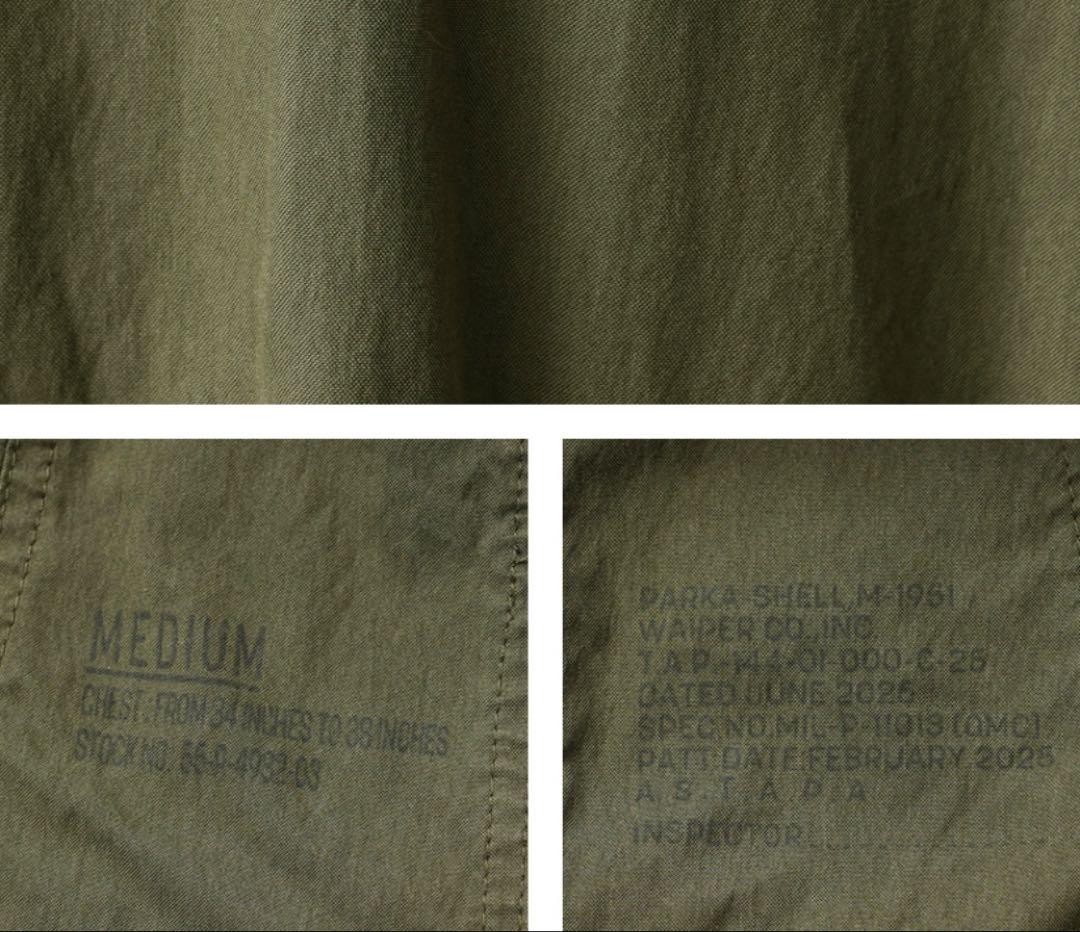 MEDIUM
CHEST: FROM 34 INCHES TO 38 INCHES
STOCK NO. 55-P-4932-03
PARKA-SHELL, M-1951
WAIPER CO., INC.
T.A.P.-144-01-000-C-25
DATED JUNE 2025
SPEC NO. MIL-P-11013 (QMC)
PATT. DATE FEBRUARY 2025
A. S. T. A. P. A
INSPECTOR